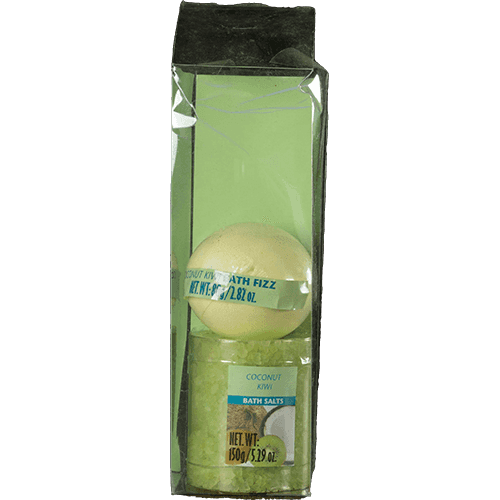 COCONUT KIWI BATH FIZZ
NET. WT: 80g/2.82 oz.
COCONUT
KIWI
BATH SALTS
NET. WT:
150g/5.29 oz.